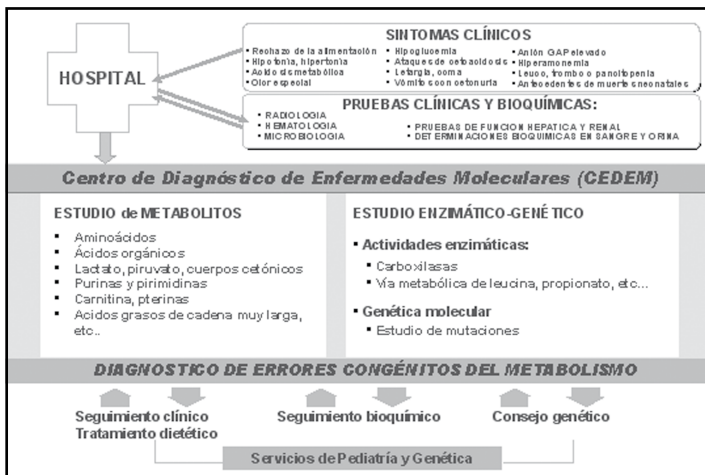 SINTOMAS CLÍNICOS
• Rechazo de la alimentación
• Hipotonía, hipertonía
• Acidosis metabólica
• Olor especial
• Hipoglucemia
• Ataques de cetoacidosis
• Letargia, coma
• Vómitos con cetonuria
• Anión GAP elevado
• Hiperamonemia
• Leuco, trombo o pancitopenia
• Antecedentes de muertes neonatales
HOSPITAL
PRUEBAS CLÍNICAS Y BIOQUÍMICAS:
• RADIOLOGIA
• HEMATOLOGIA
• MICROBIOLOGIA
• PRUEBAS DE FUNCION HEPATICA Y RENAL
• DETERMINACIONES BIOQUIMICAS EN SANGRE Y ORINA
Centro de Diagnóstico de Enfermedades Moleculares (CEDEM)
ESTUDIO de METABOLITOS
▪ Aminoácidos
▪ Ácidos orgánicos
▪ Lactato, piruvato, cuerpos cetónicos
▪ Purinas y pirimidinas
▪ Carnitina, pterinas
▪ Acidos grasos de cadena muy larga,
etc..
ESTUDIO ENZIMÁTICO-GENÉTICO
▪ Actividades enzimáticas:
▪ Carboxilasas
▪ Vía metabólica de leucina, propionato, etc...
▪ Genética molecular
▪ Estudio de mutaciones
DIAGNOSTICO DE ERRORES CONGÉNITOS DEL METABOLISMO
Seguimiento clínico
Tratamiento dietético
Seguimiento bioquímico
Consejo genético
Servicios de Pediatría y Genética